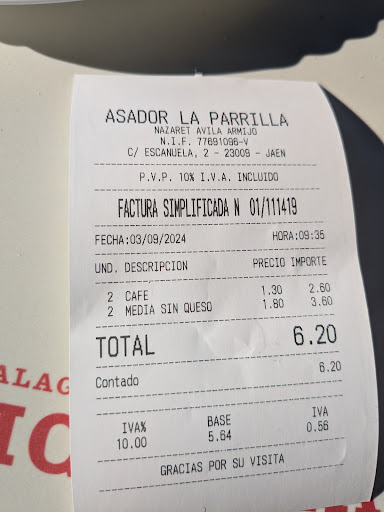 ASADOR LA PARRILLA
NAZARET AVILA ARMIJO
N.I.F. 77691096-V
C/ ESCAÑUELA, 2 - 23009 - JAEN
P.V.P. 10% I.V.A. INCLUIDO
FACTURA SIMPLIFICADA N 01/111419
FECHA:03/09/2024 HORA:09:35
UND. DESCRIPCION PRECIO IMPORTE
2 CAFE 1.30 2.60
2 MEDIA SIN QUESO 1.80 3.60
TOTAL 6.20
Contado 6.20
IVA% BASE IVA
10.00 5.64 0.56
GRACIAS POR SU VISITA
ALAG